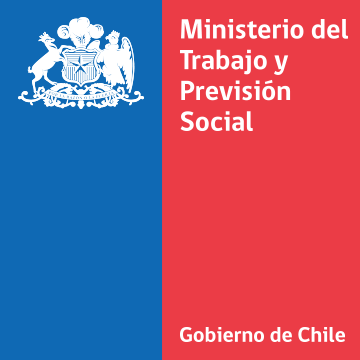 Ministerio del
Trabajo y
Previsión
Social
Gobierno de Chile